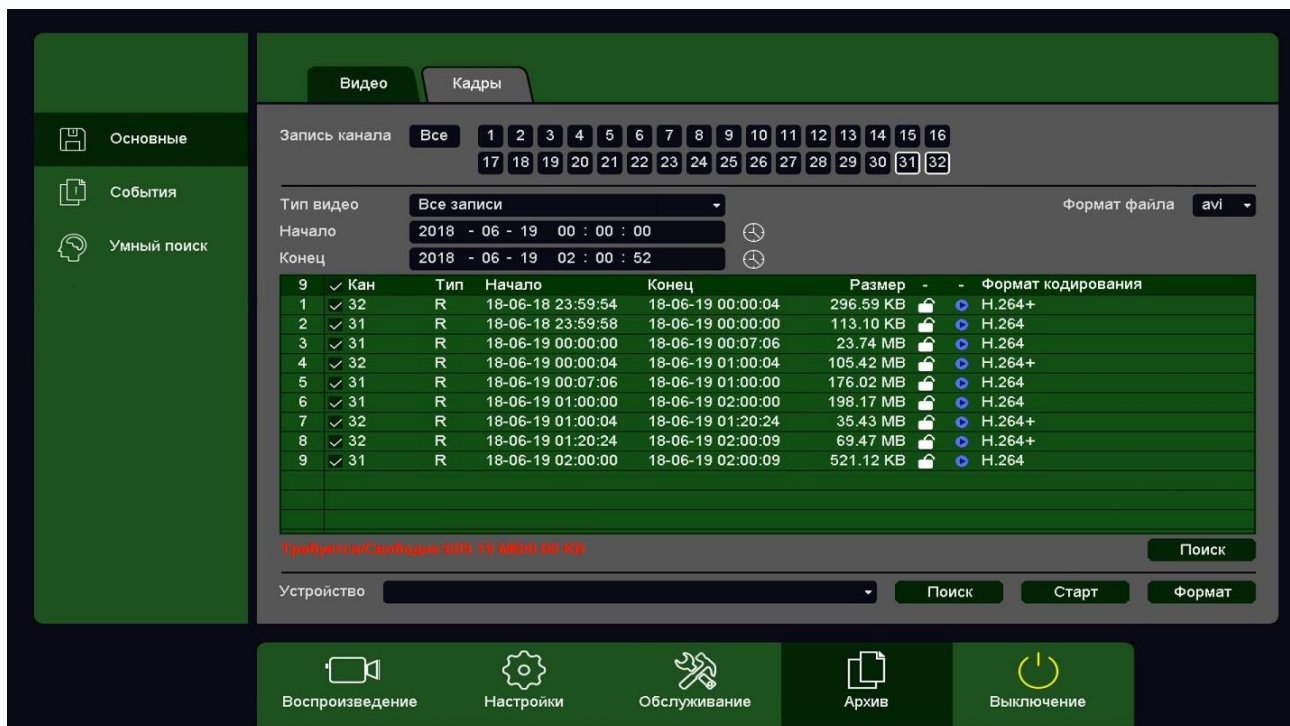 Видео Кадры
Основные
События
Умный поиск
Запись канала Все 1 2 3 4 5 6 7 8 9 10 11 12 13 14 15 16
17 18 19 20 21 22 23 24 25 26 27 28 29 30 31 32
Тип видео Все записи Формат файла avi
Начало 2018 - 06 - 19 00 : 00 : 00
Конец 2018 - 06 - 19 02 : 00 : 52
9 Кан Тип Начало Конец Размер - - Формат кодирования
1 32 R 18-06-18 23:59:54 18-06-19 00:00:04 296.59 KB H.264+
2 31 R 18-06-18 23:59:58 18-06-19 00:00:00 113.10 KB H.264
3 31 R 18-06-19 00:00:00 18-06-19 00:07:06 23.74 MB H.264
4 32 R 18-06-19 00:00:04 18-06-19 01:00:04 105.42 MB H.264+
5 31 R 18-06-19 00:07:06 18-06-19 01:00:00 176.02 MB H.264
6 31 R 18-06-19 01:00:00 18-06-19 02:00:00 198.17 MB H.264
7 32 R 18-06-19 01:00:04 18-06-19 01:20:24 35.43 MB H.264+
8 32 R 18-06-19 01:20:24 18-06-19 02:00:09 69.47 MB H.264+
9 31 R 18-06-19 02:00:00 18-06-19 02:00:09 521.12 KB H.264
Требуется/Свободно:609.19 MB/0.00 KB
Поиск
Устройство Поиск Старт Формат
Воспроизведение Настройки Обслуживание Архив Выключение